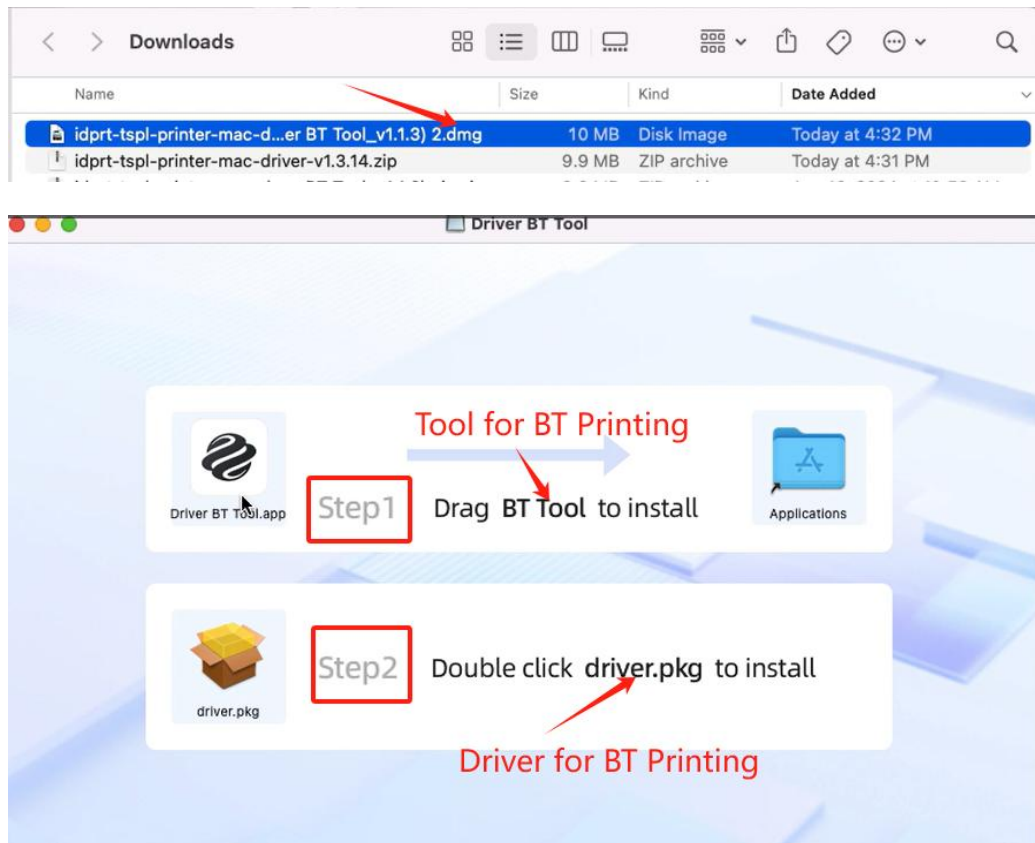 Downloads
Name Size Kind Date Added
idprt-tspl-printer-mac-d...er BT Tool_v1.1.3) 2.dmg 10 MB Disk Image Today at 4:32 PM
idprt-tspl-printer-mac-driver-v1.3.14.zip 9.9 MB ZIP archive Today at 4:31 PM
Driver BT Tool
Tool for BT Printing
Driver BT Tool.app
Step1
Drag BT Tool to install
Applications
Step2
Double click driver.pkg to install
driver.pkg
Driver for BT Printing